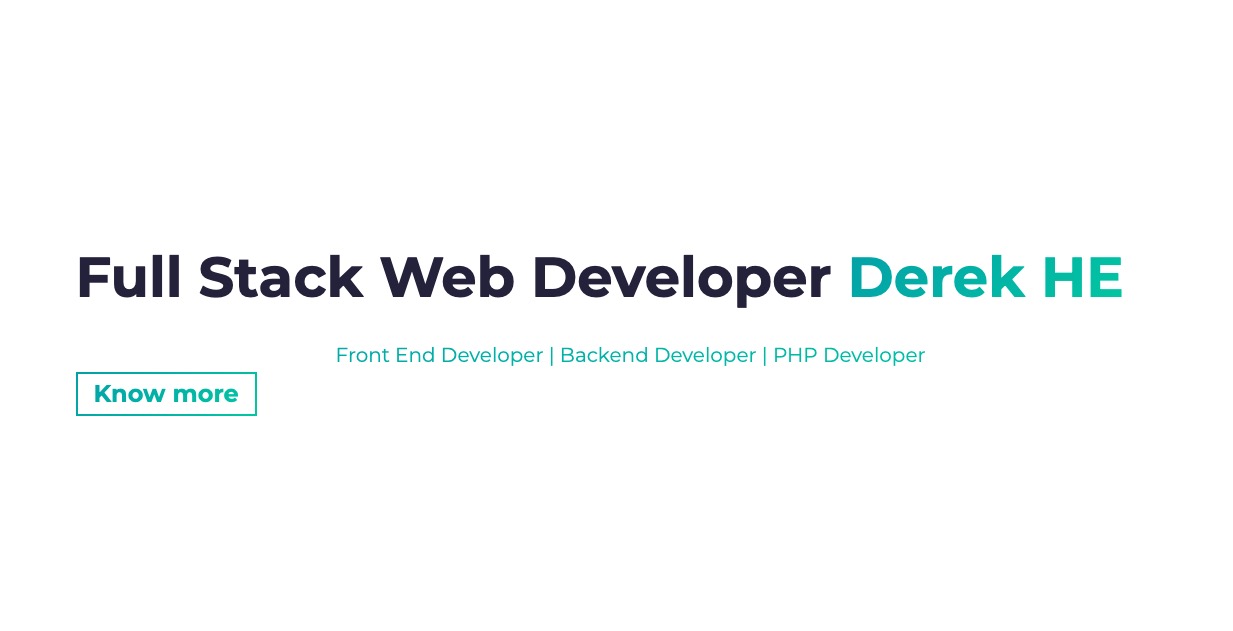 Full Stack Web Developer Derek HE
Front End Developer | Backend Developer | PHP Developer
Know more